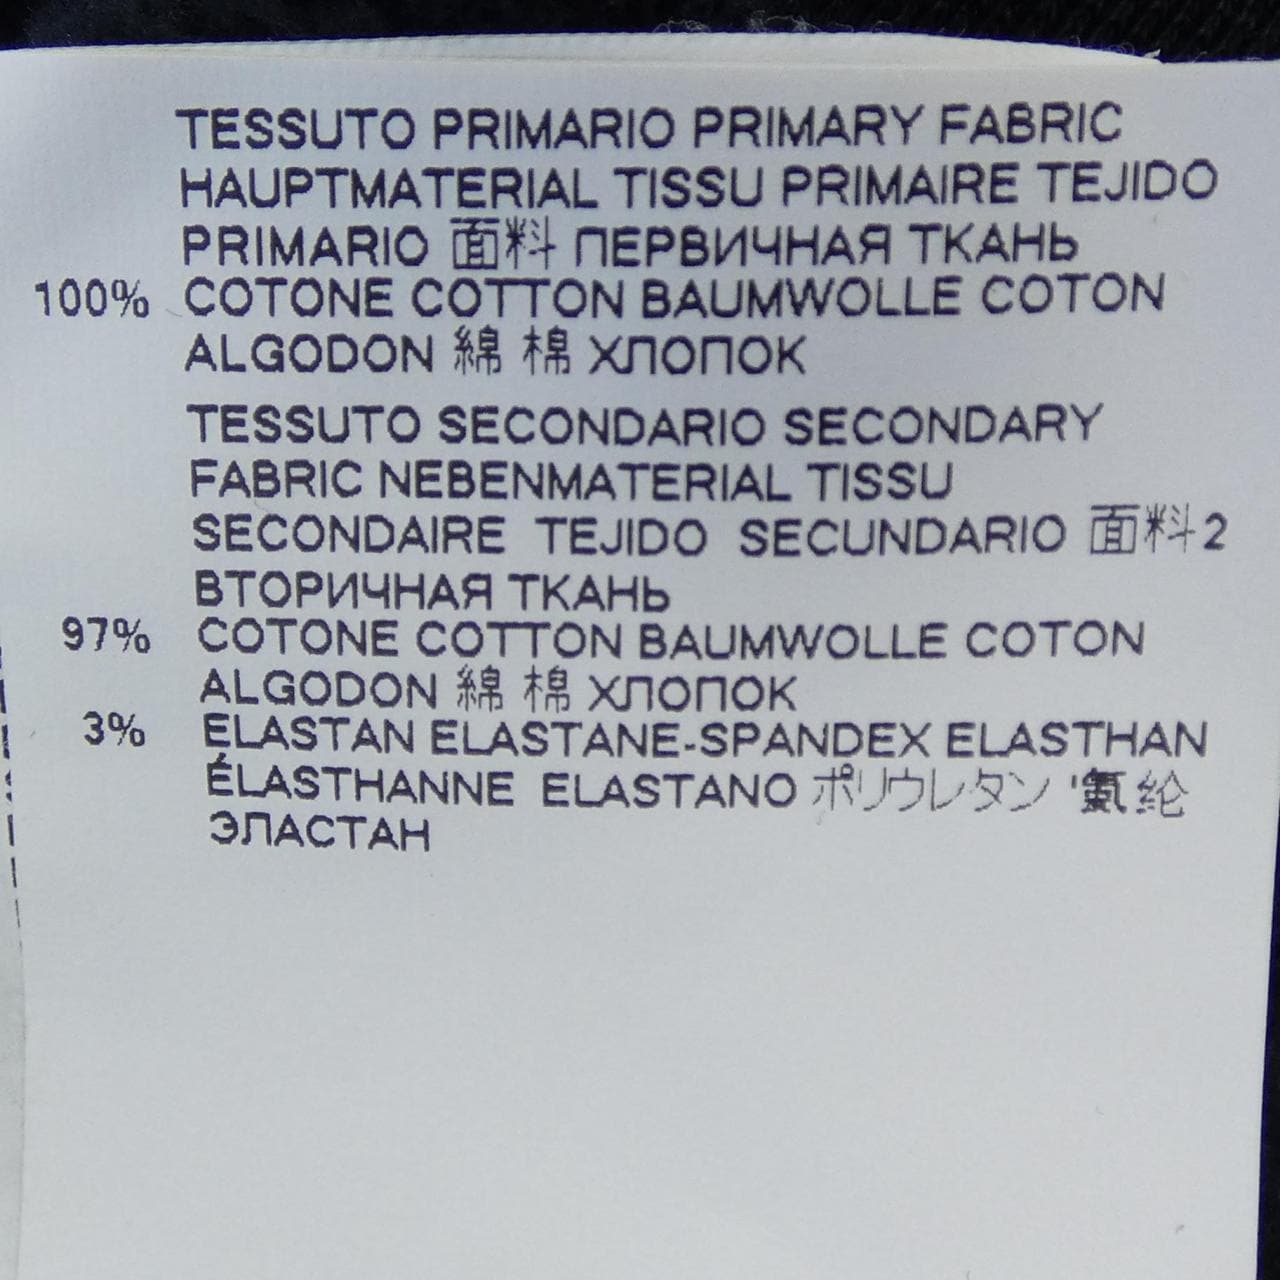 TESSUTO PRIMARIO PRIMARY FABRIC
HAUPTMATERIAL TISSU PRIMAIRE TEJIDO
PRIMARIO 面料 ПЕРВИЧНАЯ ТКАНЬ
100% COTONE COTTON BAUMWOLLE COTON
ALGODON 綿 棉 ХЛОПОК
TESSUTO SECONDARIO SECONDARY
FABRIC NEBENMATERIAL TISSU
SECONDAIRE TEJIDO SECUNDARIO 面料2
ВТОРИЧНАЯ ТКАНЬ
97% COTONE COTTON BAUMWOLLE COTON
ALGODON 綿 棉 ХЛОПОК
3% ELASTAN ELASTANE-SPANDEX ELASTHAN
ÉLASTHANNE ELASTANO ポリウレタン '氨纶
ЭЛАСТАН